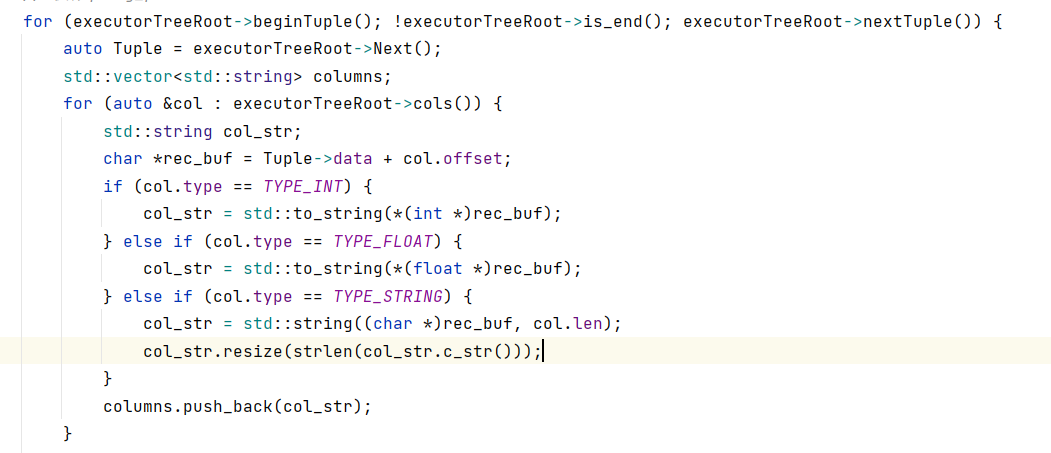 for (executorTreeRoot->beginTuple(); !executorTreeRoot->is_end(); executorTreeRoot->nextTuple()) {
    auto Tuple = executorTreeRoot->Next();
    std::vector<std::string> columns;
    for (auto &col : executorTreeRoot->cols()) {
        std::string col_str;
        char *rec_buf = Tuple->data + col.offset;
        if (col.type == TYPE_INT) {
            col_str = std::to_string(*(int *)rec_buf);
        } else if (col.type == TYPE_FLOAT) {
            col_str = std::to_string(*(float *)rec_buf);
        } else if (col.type == TYPE_STRING) {
            col_str = std::string((char *)rec_buf, col.len);
            col_str.resize(strlen(col_str.c_str()));
        }
        columns.push_back(col_str);
    }